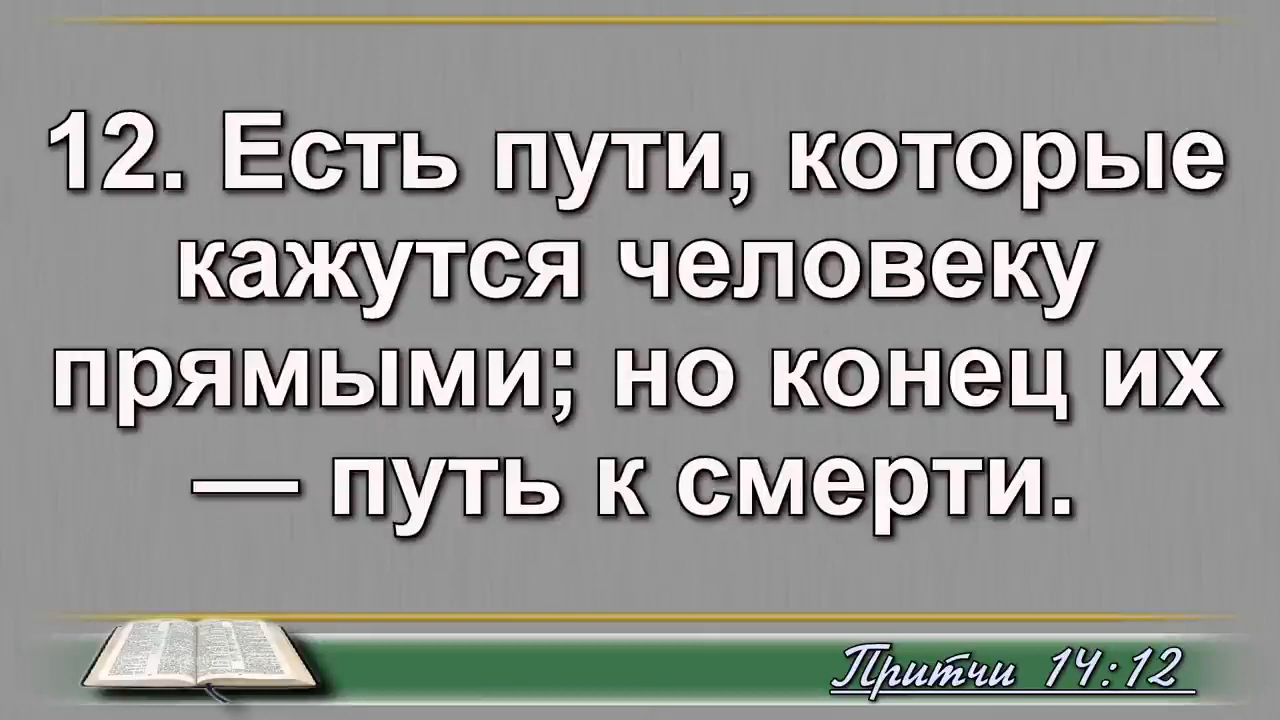 12. Есть пути, которые
кажутся человеку
прямыми; но конец их
— путь к смерти.
Притчи 14:12